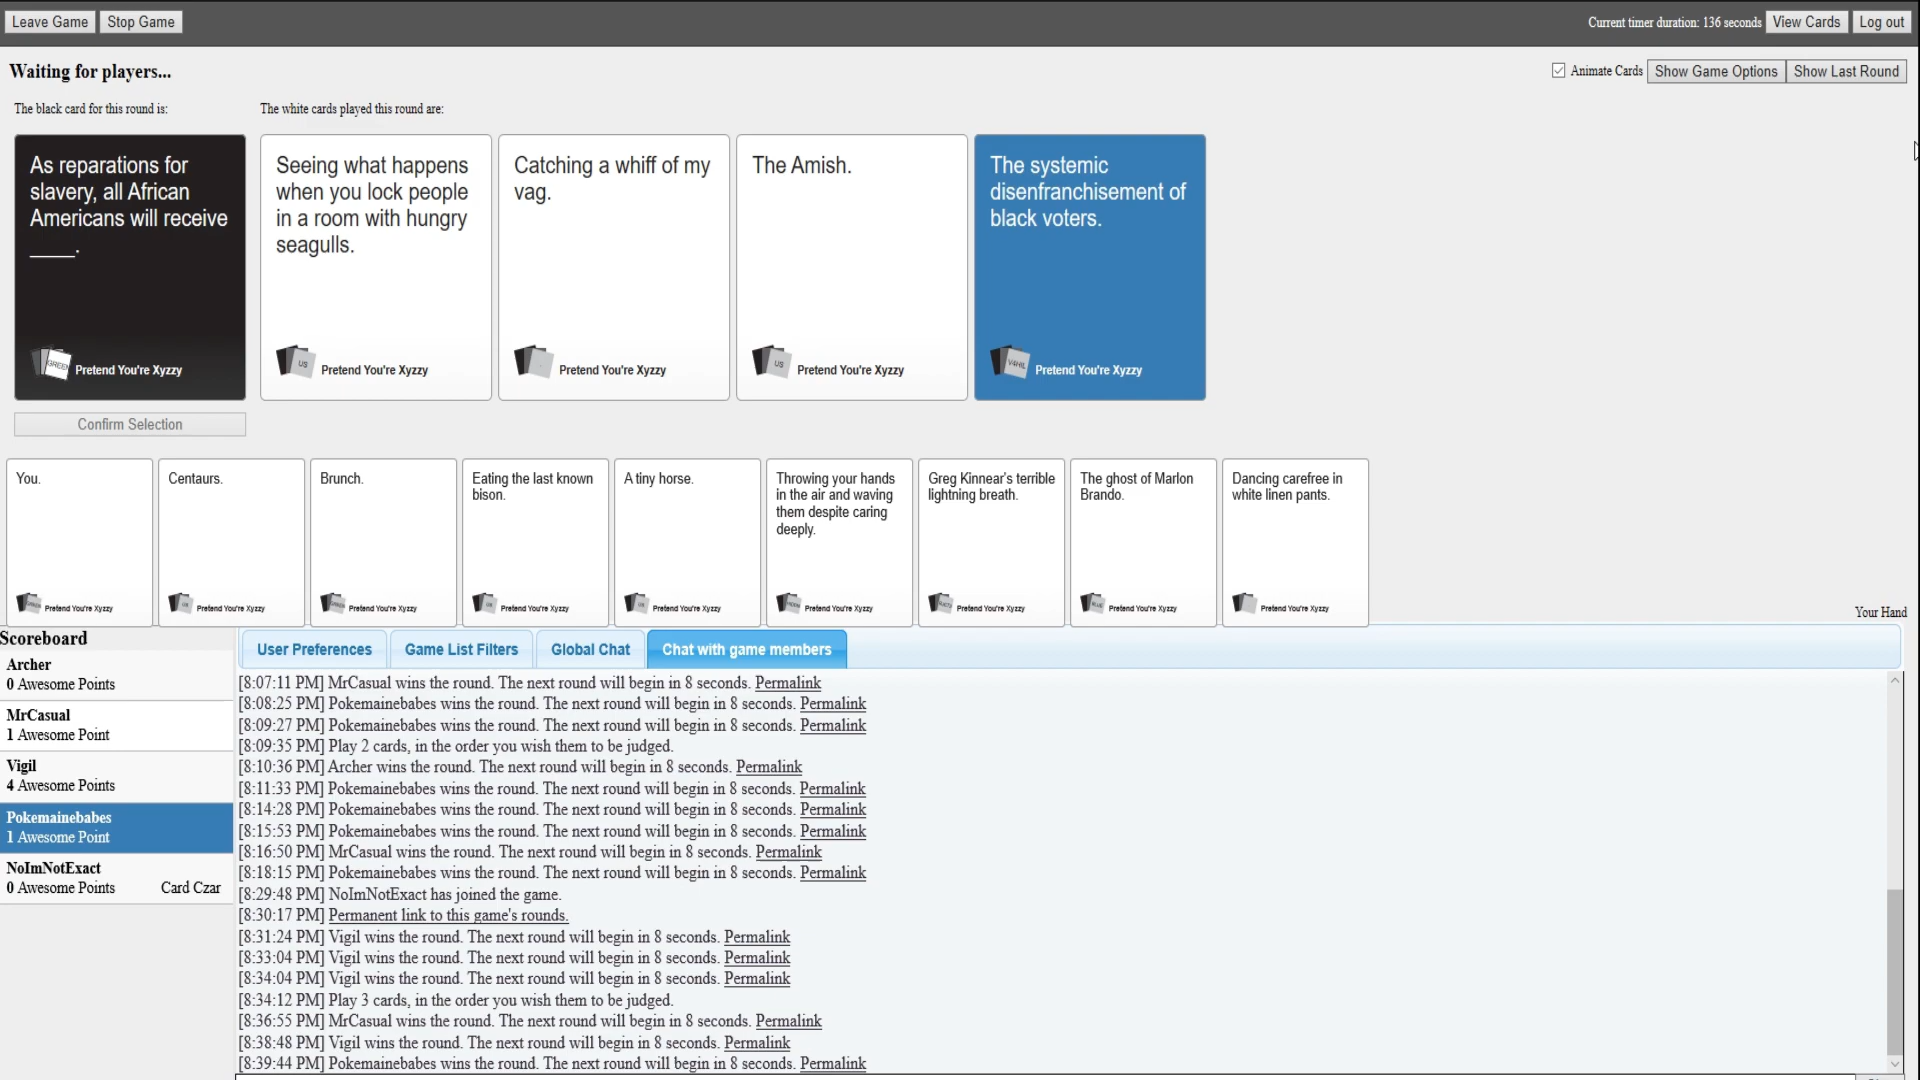 Leave Game Stop Game Current timer duration: 136 seconds View Cards Log out
Waiting for players... Animate Cards Show Game Options Show Last Round
The black card for this round is: The white cards played this round are:
As reparations for
slavery, all African
Americans will receive
____.
GREEN Pretend You're Xyzzy
Seeing what happens
when you lock people
in a room with hungry
seagulls.
US Pretend You're Xyzzy
Catching a whiff of my
vag.
Pretend You're Xyzzy
The Amish.
US Pretend You're Xyzzy
The systemic
disenfranchisement of
black voters.
Pretend You're Xyzzy
Confirm Selection
You.
Pretend You're Xyzzy
Centaurs.
Pretend You're Xyzzy
Brunch.
Pretend You're Xyzzy
Eating the last known
bison.
Pretend You're Xyzzy
A tiny horse.
Pretend You're Xyzzy
Throwing your hands
in the air and waving
them despite caring
deeply.
Pretend You're Xyzzy
Greg Kinnear's terrible
lightning breath.
Pretend You're Xyzzy
The ghost of Marlon
Brando.
Pretend You're Xyzzy
Dancing carefree in
white linen pants.
Pretend You're Xyzzy
Your Hand
Scoreboard
Archer
0 Awesome Points
MrCasual
1 Awesome Point
Vigil
4 Awesome Points
Pokemainebabes
1 Awesome Point
NoImNotExact
0 Awesome Points Card Czar
User Preferences Game List Filters Global Chat Chat with game members
[8:07:11 PM] MrCasual wins the round. The next round will begin in 8 seconds. Permalink
[8:08:25 PM] Pokemainebabes wins the round. The next round will begin in 8 seconds. Permalink
[8:09:27 PM] Pokemainebabes wins the round. The next round will begin in 8 seconds. Permalink
[8:09:35 PM] Play 2 cards, in the order you wish them to be judged.
[8:10:36 PM] Archer wins the round. The next round will begin in 8 seconds. Permalink
[8:11:33 PM] Pokemainebabes wins the round. The next round will begin in 8 seconds. Permalink
[8:14:28 PM] Pokemainebabes wins the round. The next round will begin in 8 seconds. Permalink
[8:15:53 PM] Pokemainebabes wins the round. The next round will begin in 8 seconds. Permalink
[8:16:50 PM] MrCasual wins the round. The next round will begin in 8 seconds. Permalink
[8:18:15 PM] Pokemainebabes wins the round. The next round will begin in 8 seconds. Permalink
[8:29:48 PM] NoImNotExact has joined the game.
[8:30:17 PM] Permanent link to this game's rounds.
[8:31:24 PM] Vigil wins the round. The next round will begin in 8 seconds. Permalink
[8:33:04 PM] Vigil wins the round. The next round will begin in 8 seconds. Permalink
[8:34:04 PM] Vigil wins the round. The next round will begin in 8 seconds. Permalink
[8:34:12 PM] Play 3 cards, in the order you wish them to be judged.
[8:36:55 PM] MrCasual wins the round. The next round will begin in 8 seconds. Permalink
[8:38:48 PM] Vigil wins the round. The next round will begin in 8 seconds. Permalink
[8:39:44 PM] Pokemainebabes wins the round. The next round will begin in 8 seconds. Permalink